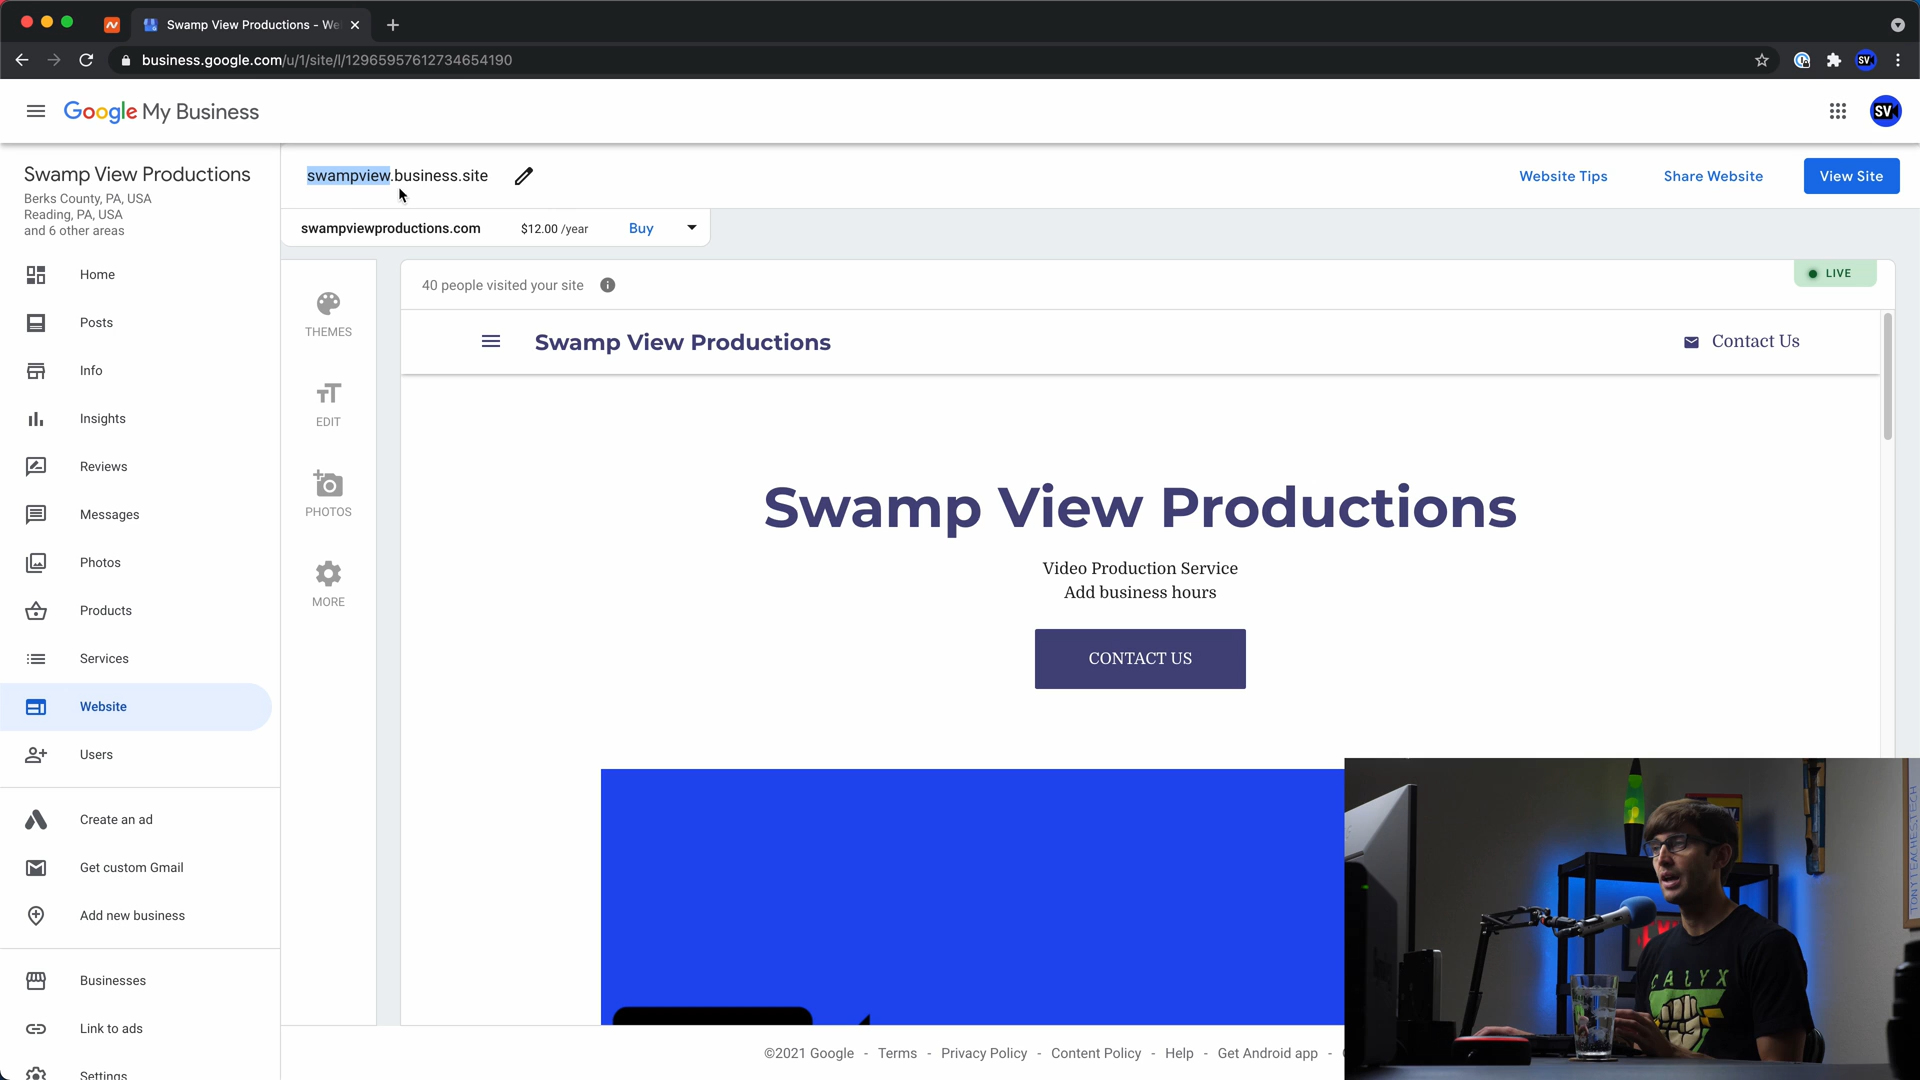 Swamp View Productions - We
business.google.com/u/1/site/l/12965957612734654190
SV
Google My Business
SV
Swamp View Productions
Berks County, PA, USA
Reading, PA, USA
and 6 other areas
swampview.business.site
Website Tips
Share Website
View Site
swampviewproductions.com
$12.00 /year
Buy
Home
Posts
Info
Insights
Reviews
Messages
Photos
Products
Services
Website
Users
Create an ad
Get custom Gmail
Add new business
Businesses
Link to ads
Settings
THEMES
EDIT
PHOTOS
MORE
40 people visited your site
LIVE
Swamp View Productions
Contact Us
Swamp View Productions
Video Production Service
Add business hours
CONTACT US
©2021 Google - Terms - Privacy Policy - Content Policy - Help - Get Android app -
TONYTEACHES.TECH
CALYX